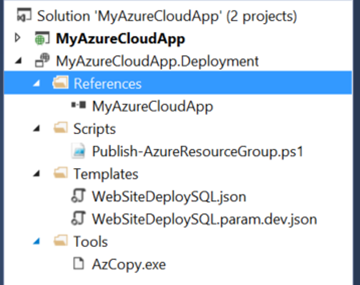 Solution 'MyAzureCloudApp' (2 projects)
MyAzureCloudApp
MyAzureCloudApp.Deployment
References
MyAzureCloudApp
Scripts
Publish-AzureResourceGroup.ps1
Templates
WebSiteDeploySQL.json
WebSiteDeploySQL.param.dev.json
Tools
AzCopy.exe